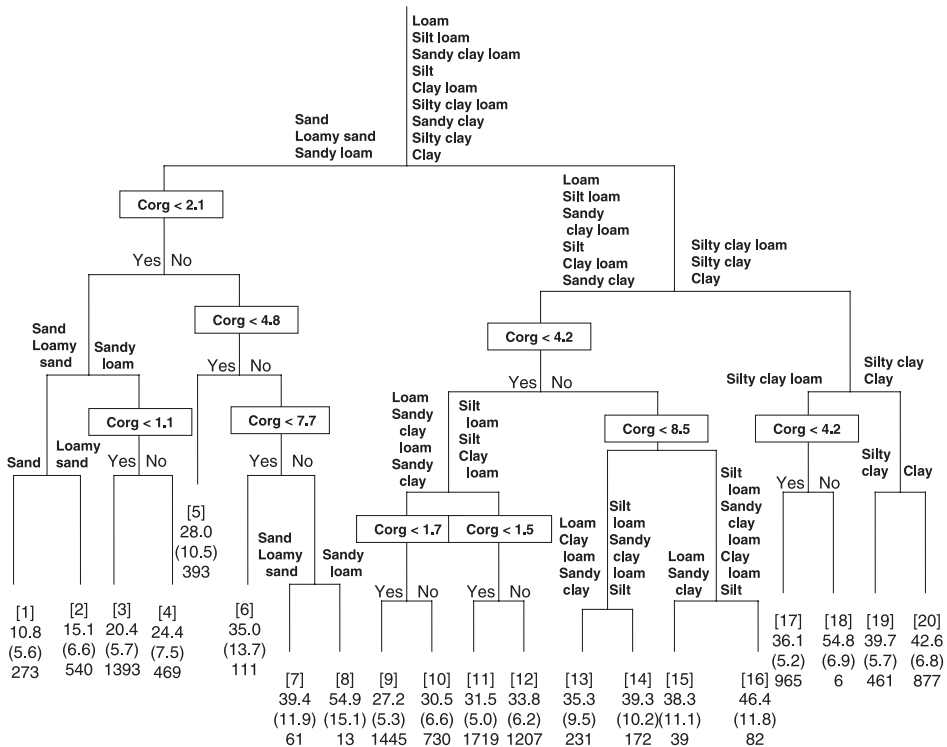 Loam
Silt loam
Sandy clay loam
Silt
Clay loam
Silty clay loam
Sandy clay
Silty clay
Clay
Sand
Loamy sand
Sandy loam
Corg < 2.1
Yes No
Loam
Silt loam
Sandy
clay loam
Silt
Clay loam
Sandy clay
Silty clay loam
Silty clay
Clay
Sand
Loamy
sand
Sandy
loam
Corg < 4.8
Yes No
Corg < 4.2
Yes No
Silty clay loam
Silty clay
Clay
Sand
Loamy
sand
Corg < 1.1
Yes No
Corg < 7.7
Yes No
Loam
Sandy
clay
loam
Sandy
clay
Silt
loam
Silt
Clay
loam
Corg < 8.5
Corg < 4.2
Yes No
Silty
clay
Clay
Sand
Loamy
sand
Sandy
loam
Corg < 1.7
Yes No
Corg < 1.5
Yes No
Loam
Clay
loam
Sandy
clay
Silt
loam
Sandy
clay
loam
Silt
Loam
Sandy
clay
Silt
loam
Sandy
clay
loam
Clay
loam
Silt
[1]
10.8
(5.6)
273
[2]
15.1
(6.6)
540
[3]
20.4
(5.7)
1393
[4]
24.4
(7.5)
469
[5]
28.0
(10.5)
393
[6]
35.0
(13.7)
111
[7]
39.4
(11.9)
61
[8]
54.9
(15.1)
13
[9]
27.2
(5.3)
1445
[10]
30.5
(6.6)
730
[11]
31.5
(5.0)
1719
[12]
33.8
(6.2)
1207
[13]
35.3
(9.5)
231
[14]
39.3
(10.2)
172
[15]
38.3
(11.1)
39
[16]
46.4
(11.8)
82
[17]
36.1
(5.2)
965
[18]
54.8
(6.9)
6
[19]
39.7
(5.7)
461
[20]
42.6
(6.8)
877